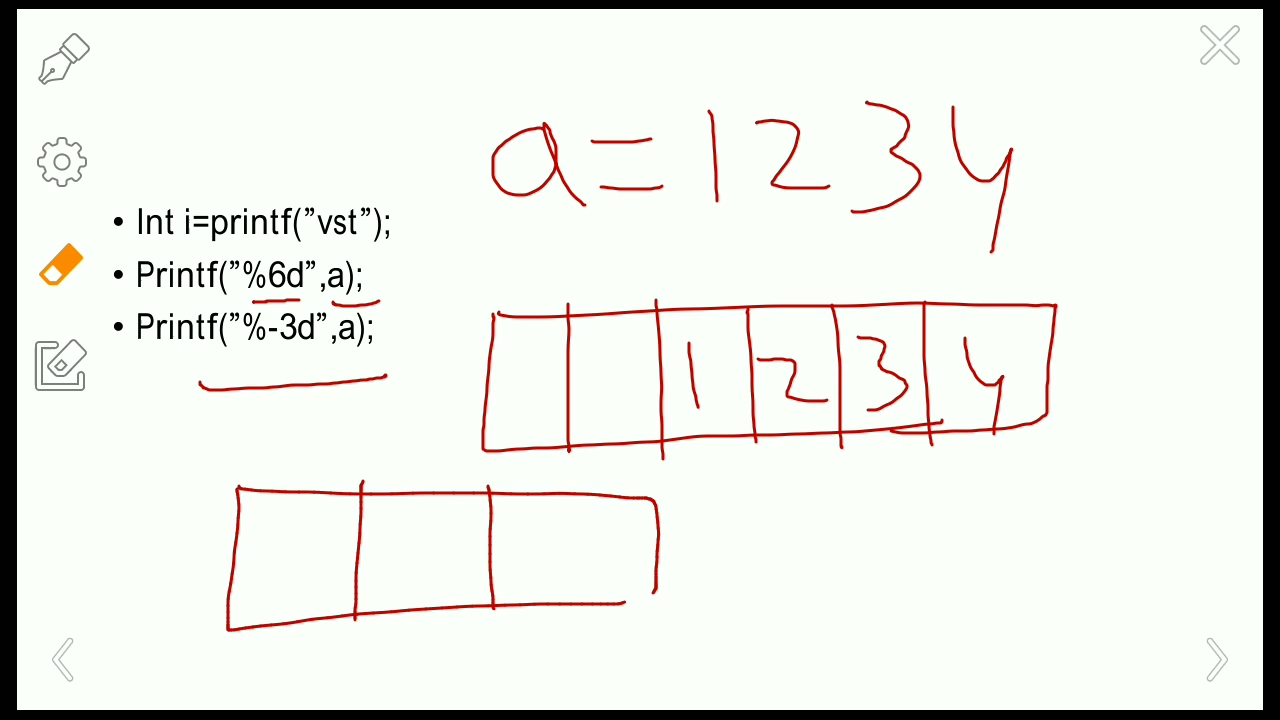 a=1234
• Int i=printf(”vst”);
• Printf(”%6d”,a);
• Printf(”%-3d”,a);
1 2 3 4